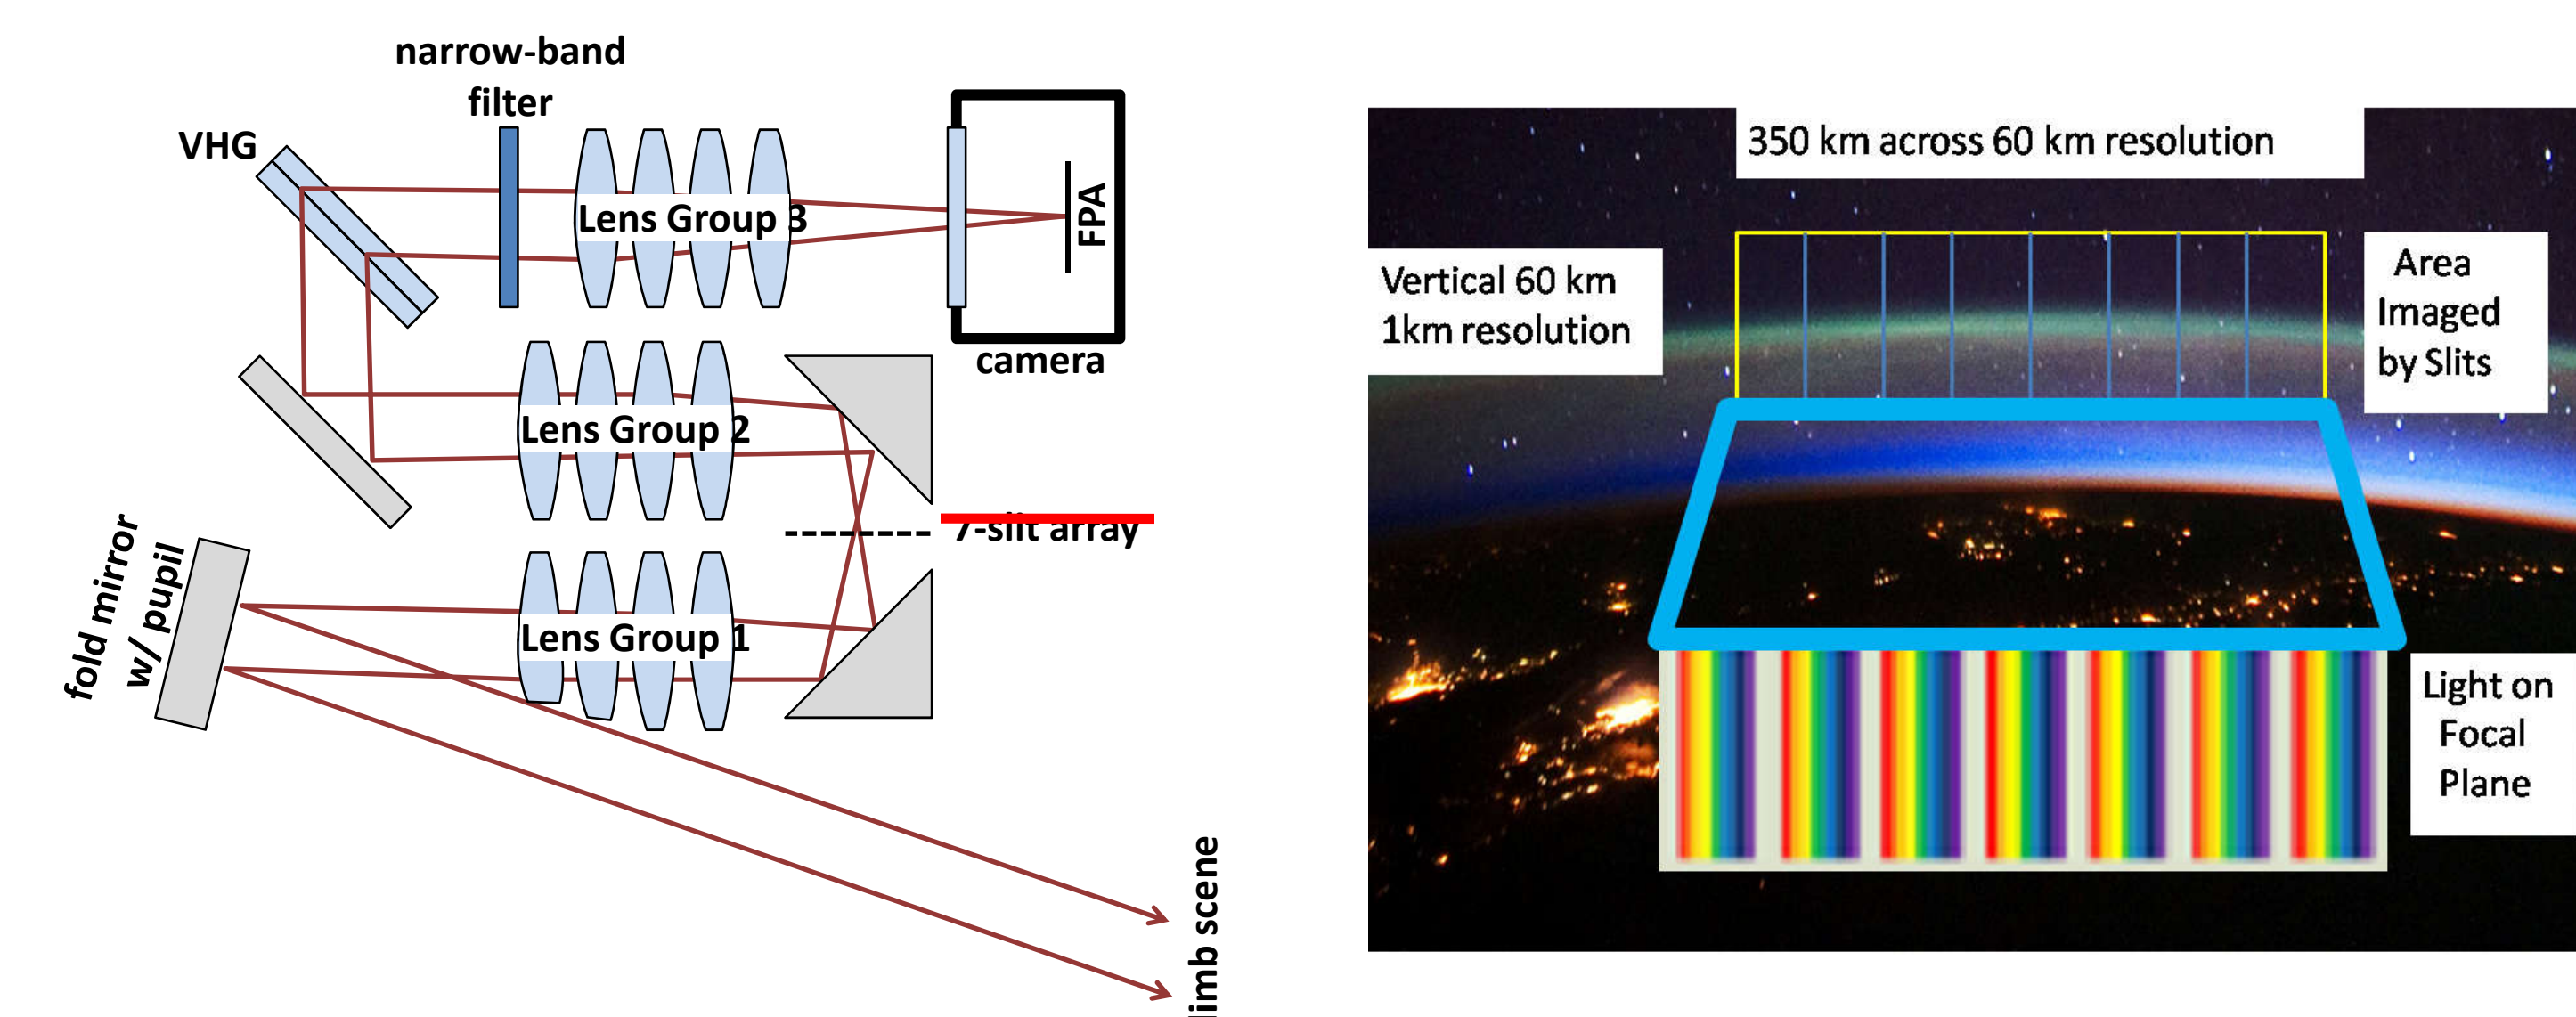 narrow-band
filter
VHG
Lens Group 3
FPA
camera
Lens Group 2
7-slit array
fold mirror
w/ pupil
Lens Group 1
limb scene
350 km across 60 km resolution
Vertical 60 km
1km resolution
Area
Imaged
by Slits
Light on
Focal
Plane